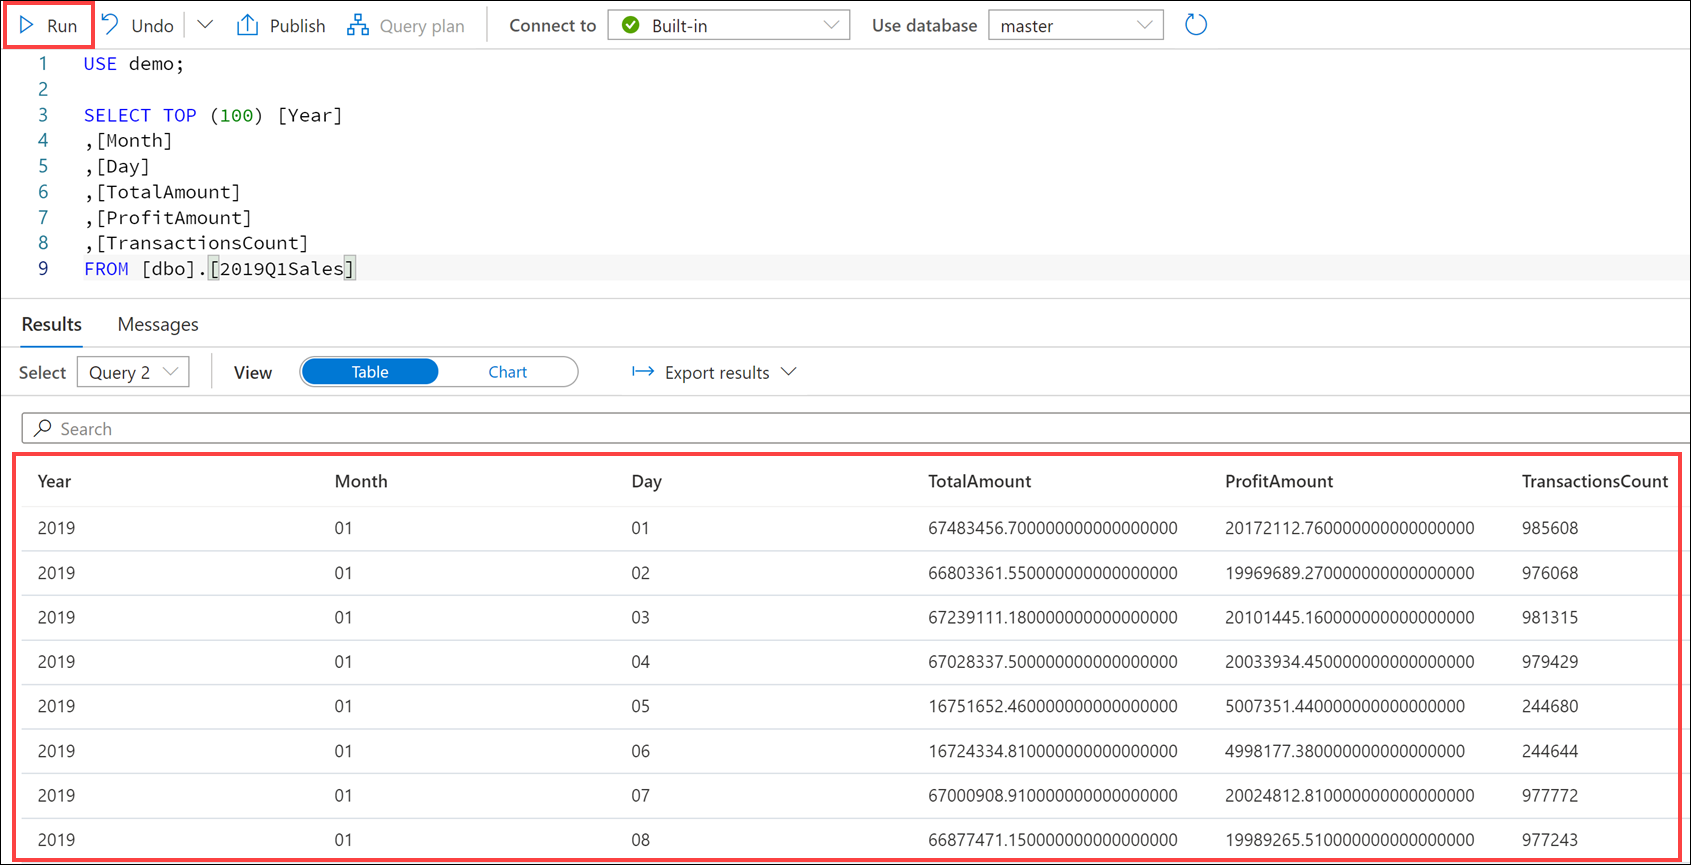 Run Undo Publish Query plan Connect to Built-in Use database master
1 USE demo;
2
3 SELECT TOP (100) [Year]
4 ,[Month]
5 ,[Day]
6 ,[TotalAmount]
7 ,[ProfitAmount]
8 ,[TransactionsCount]
9 FROM [dbo].[2019Q1Sales]
Results Messages
Select Query 2 View Table Chart Export results
Search
Year Month Day TotalAmount ProfitAmount TransactionsCount
2019 01 01 67483456.700000000000000000 20172112.760000000000000000 985608
2019 01 02 66803361.550000000000000000 19969689.270000000000000000 976068
2019 01 03 67239111.180000000000000000 20101445.160000000000000000 981315
2019 01 04 67028337.500000000000000000 20033934.450000000000000000 979429
2019 01 05 16751652.460000000000000000 5007351.440000000000000000 244680
2019 01 06 16724334.810000000000000000 4998177.380000000000000000 244644
2019 01 07 67000908.910000000000000000 20024812.810000000000000000 977772
2019 01 08 66877471.150000000000000000 19989265.510000000000000000 977243